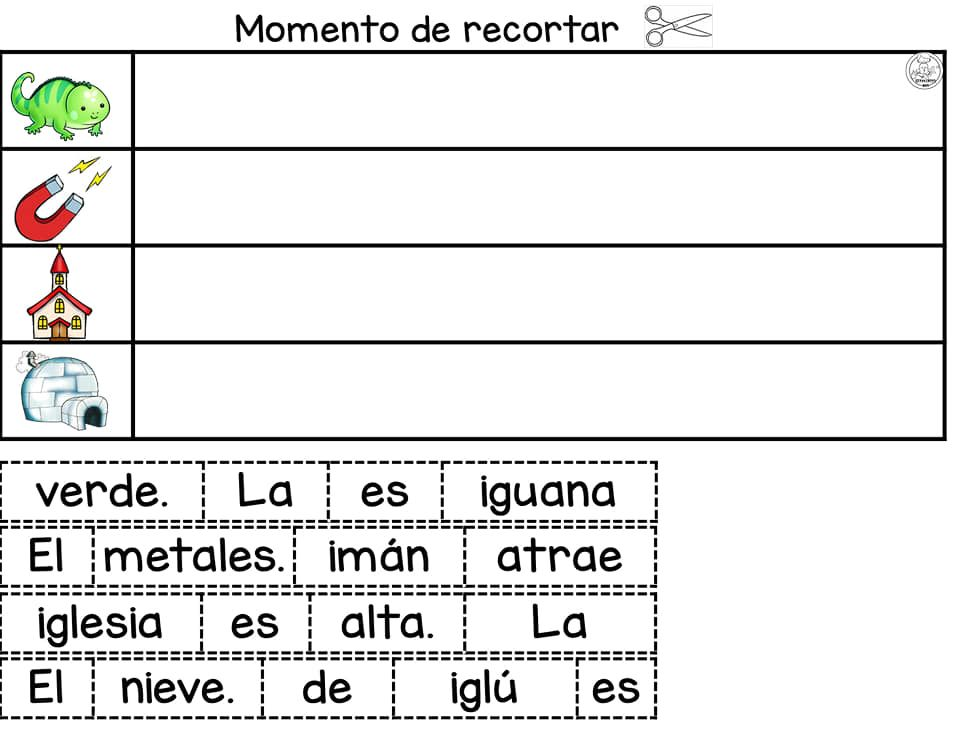 Momento de recortar
verde. La es iguana
El metales. imán atrae
iglesia es alta. La
El nieve. de iglú es